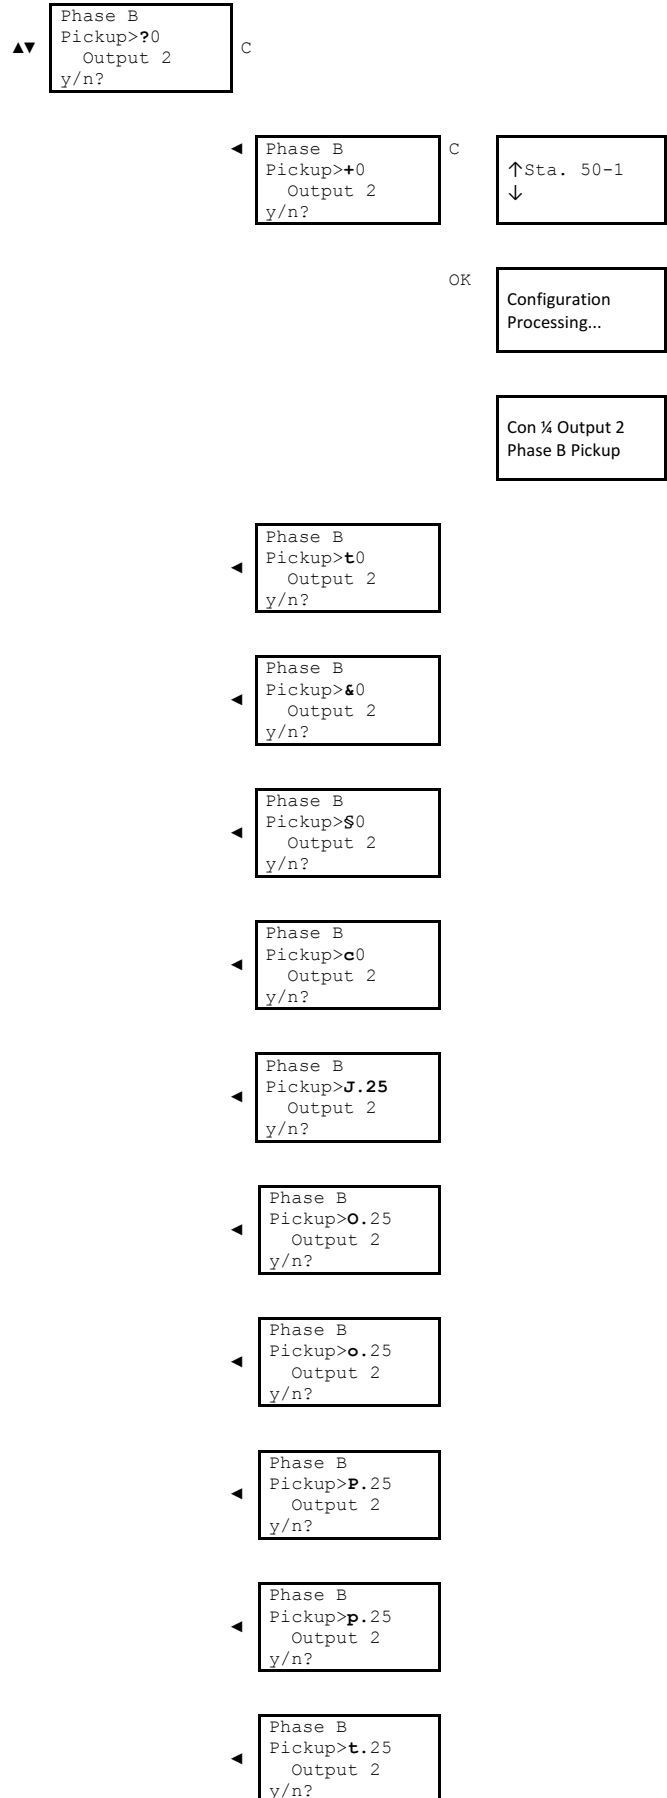 Phase B
▲▼ Pickup>?0 C
Output 2
y/n?
◄ Phase B C
Pickup>+0
Output 2
y/n?
↑Sta. 50-1
↓
OK
Configuration
Processing...
Con ¼ Output 2
Phase B Pickup
Phase B
◄ Pickup>t0
Output 2
y/n?
Phase B
◄ Pickup>&0
Output 2
y/n?
Phase B
◄ Pickup>§0
Output 2
y/n?
Phase B
◄ Pickup>c0
Output 2
y/n?
Phase B
◄ Pickup>J.25
Output 2
y/n?
Phase B
◄ Pickup>O.25
Output 2
y/n?
Phase B
◄ Pickup>o.25
Output 2
y/n?
Phase B
◄ Pickup>P.25
Output 2
y/n?
Phase B
◄ Pickup>p.25
Output 2
y/n?
Phase B
◄ Pickup>t.25
Output 2
y/n?